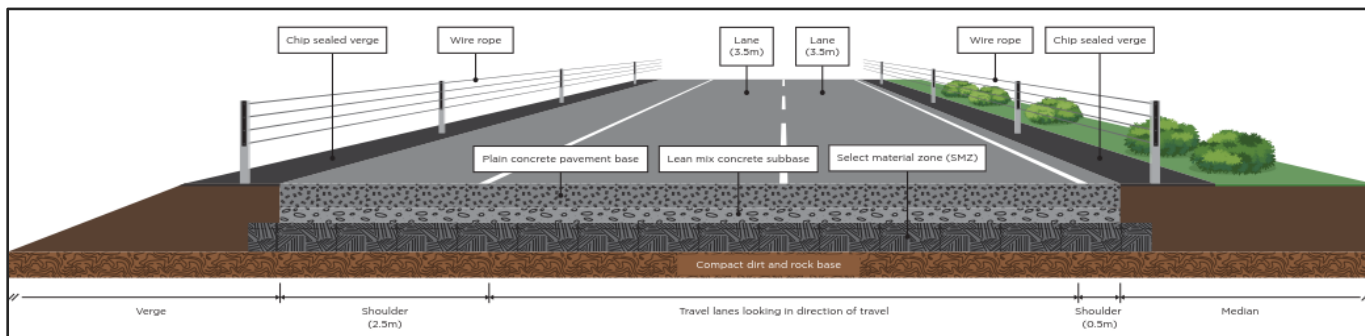 Chip sealed verge
Wire rope
Lane
(3.5m)
Lane
(3.5m)
Wire rope
Chip sealed verge
Plain concrete pavement base
Lean mix concrete subbase
Select material zone (SMZ)
Compact dirt and rock base
Verge
Shoulder
(2.5m)
Travel lanes looking in direction of travel
Shoulder
(0.5m)
Median